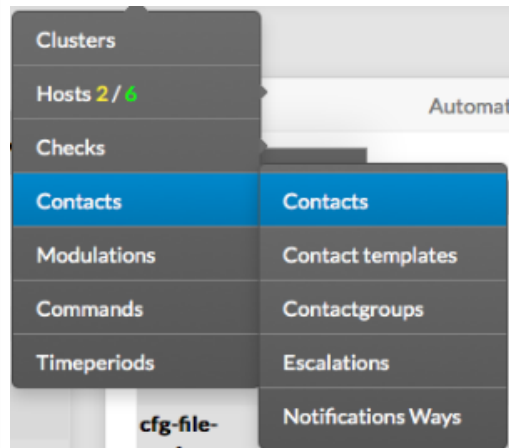 Clusters
Hosts 2 / 6
Automat
Checks
Contacts
Contacts
Modulations
Contact templates
Commands
Contactgroups
Timeperiods
Escalations
cfg-file-
Notifications Ways